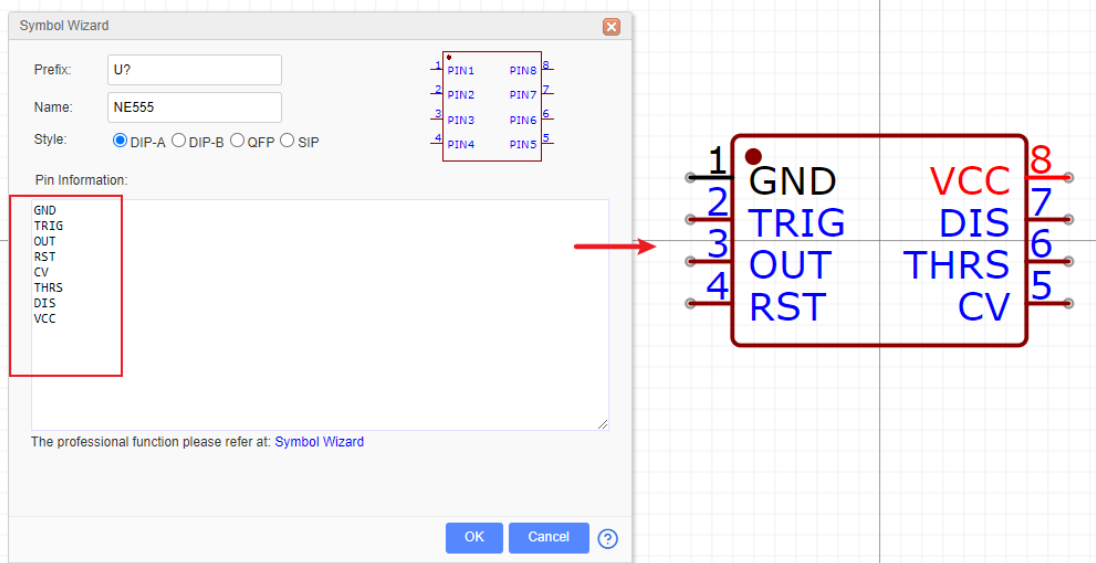 Symbol Wizard
Prefix: U?
Name: NE555
Style: DIP-A DIP-B QFP SIP
1 PIN1 PIN8 8
2 PIN2 PIN7 7
3 PIN3 PIN6 6
4 PIN4 PIN5 5
Pin Information:
GND
TRIG
OUT
RST
CV
THRS
DIS
VCC
The professional function please refer at: Symbol Wizard
OK Cancel ?
1 GND VCC 8
2 TRIG DIS 7
3 OUT THRS 6
4 RST CV 5